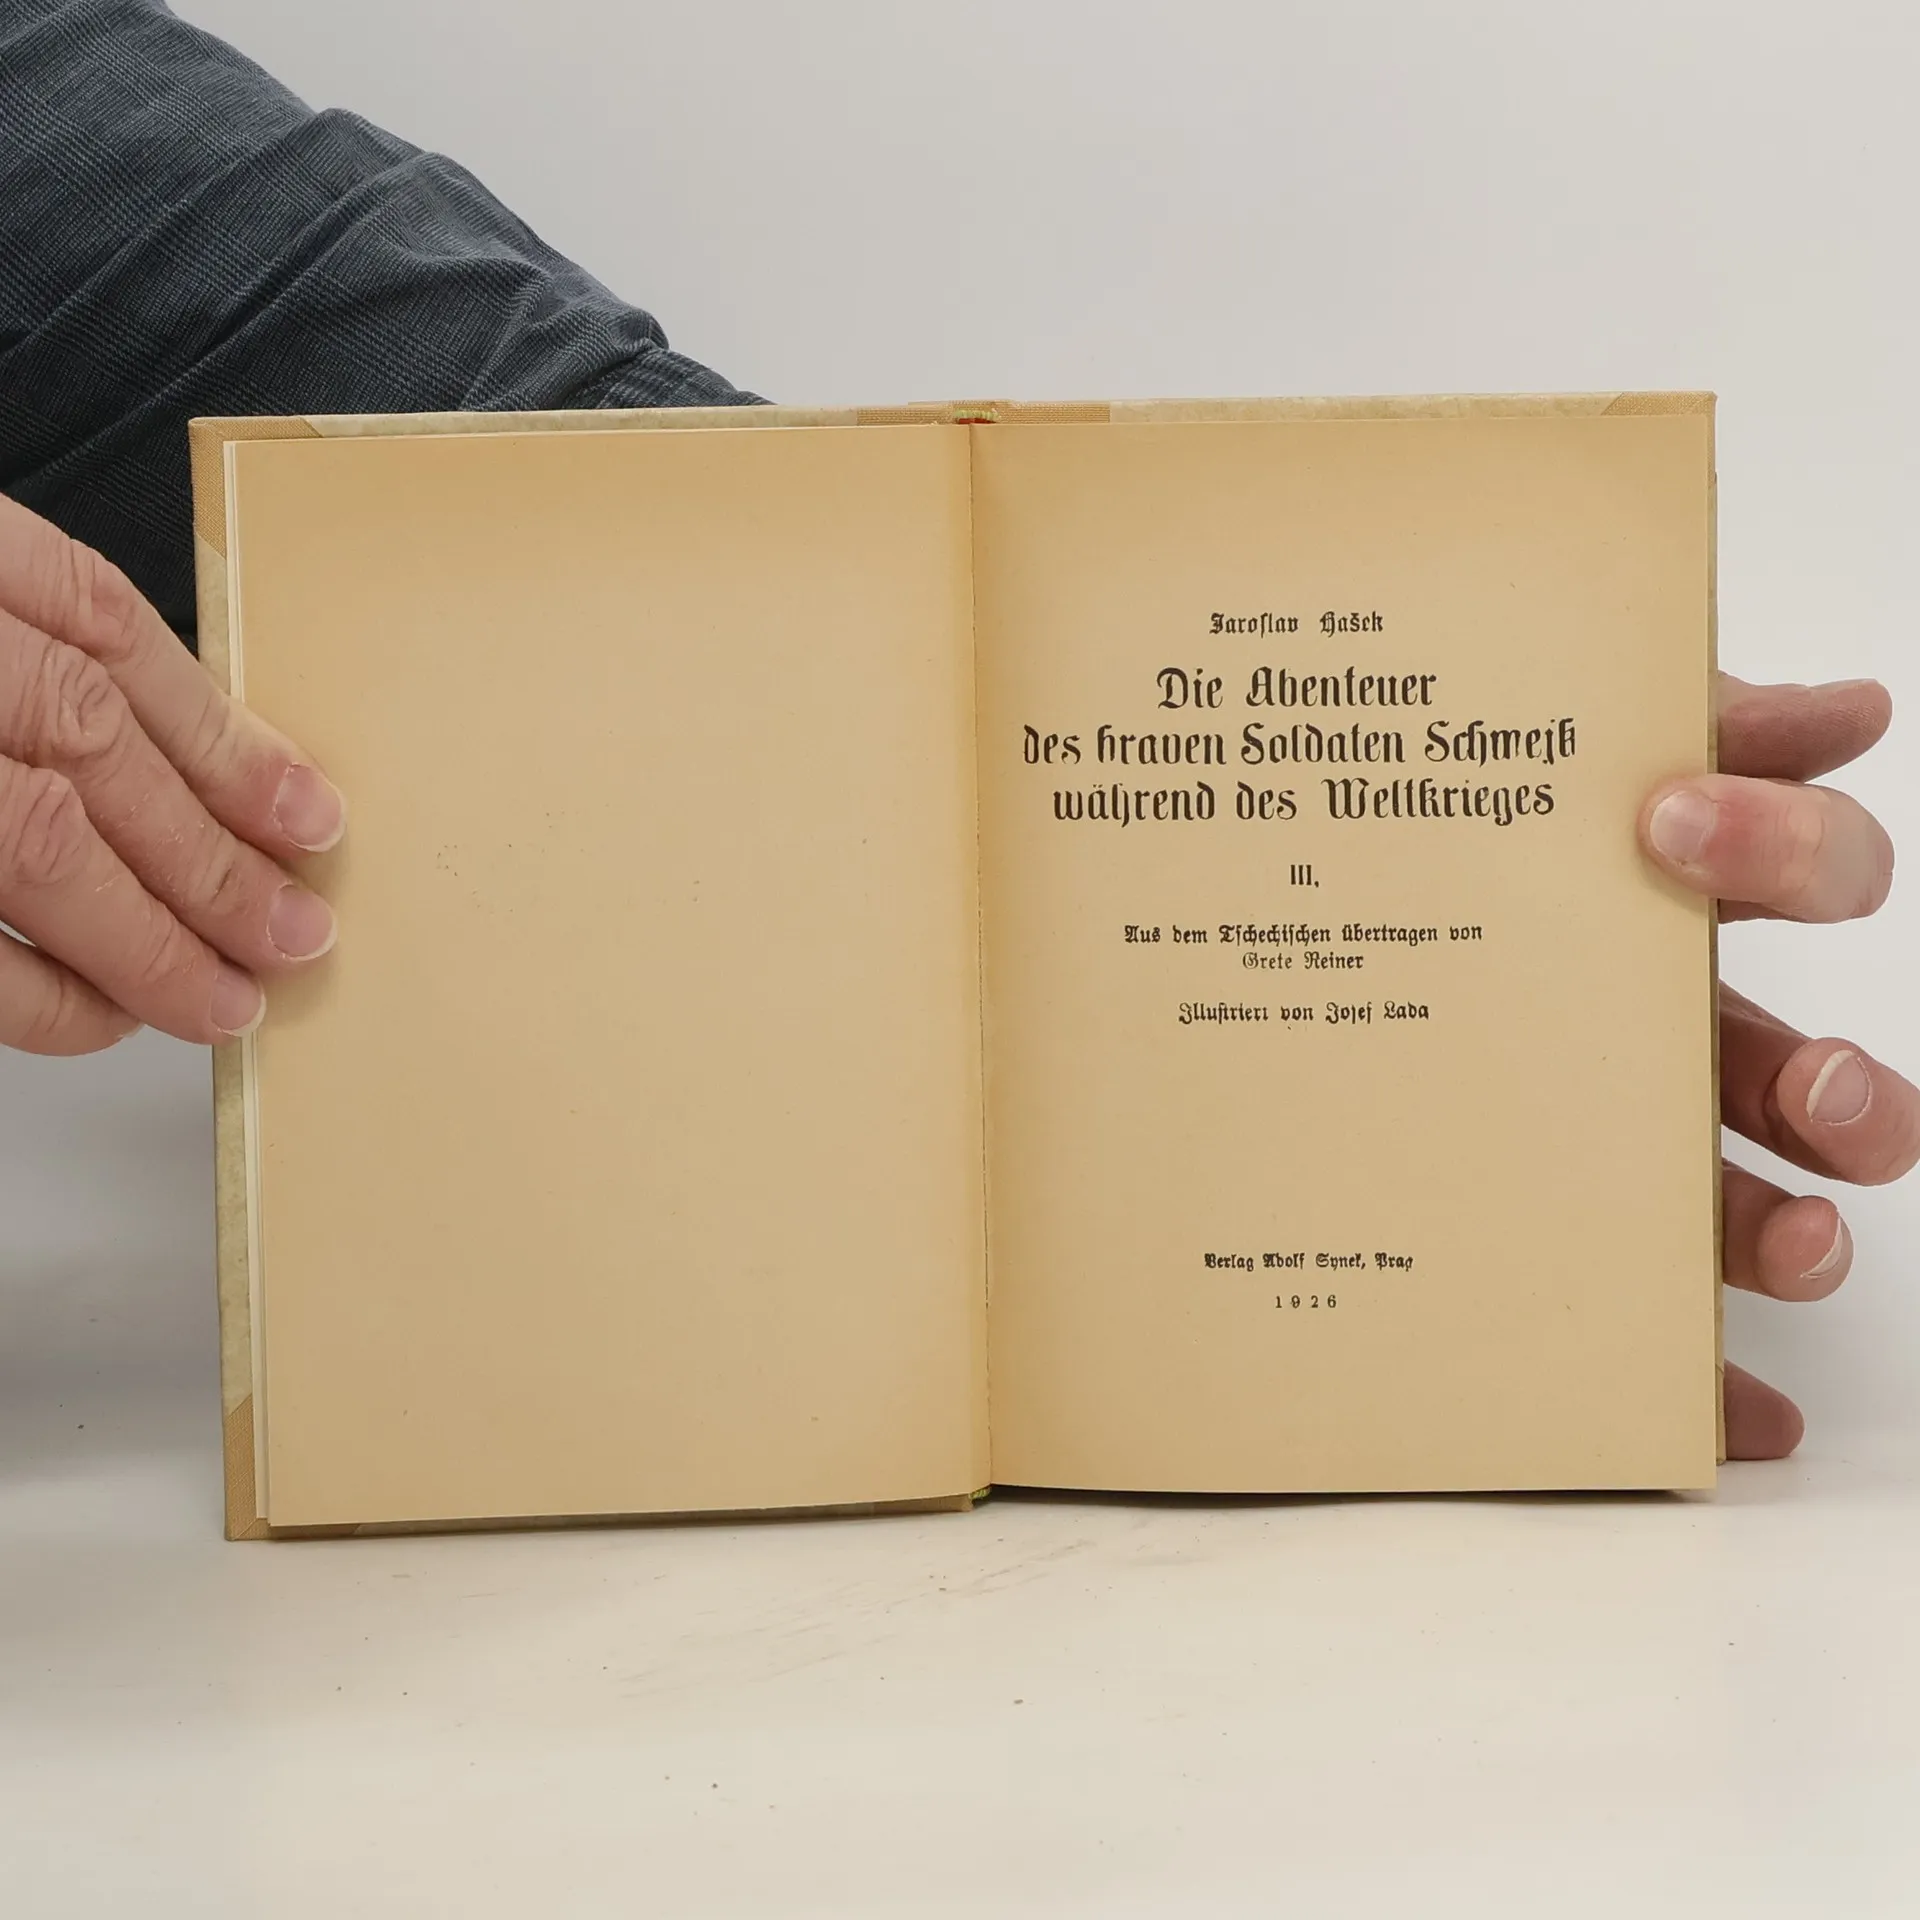 Jaroslav Hašek
Die Abenteuer
des braven Soldaten Schwejk
während des Weltkrieges
III.
Aus dem Tschechischen übertragen von
Grete Reiner
Illustriert von Josef Lada
Verlag Adolf Synek, Prag
1926